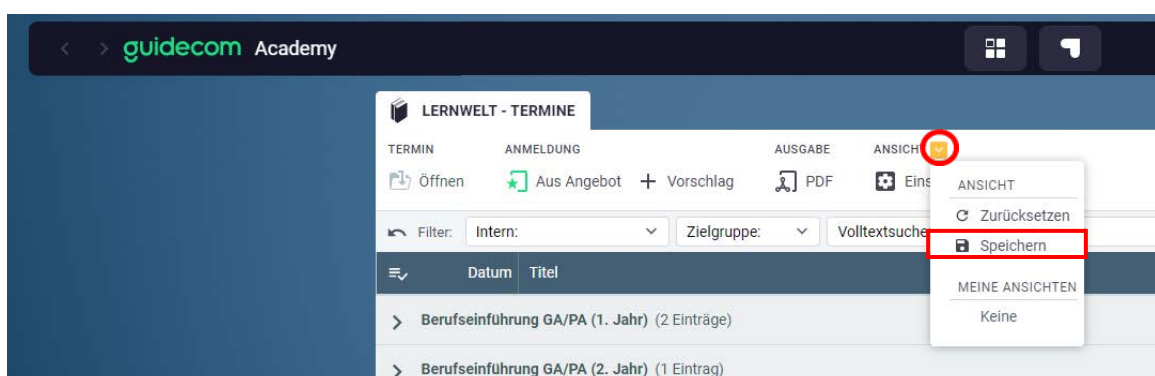 guidecom Academy
LERNWELT - TERMINE
TERMIN ANMELDUNG AUSGABE ANSICHT
Öffnen Aus Angebot Vorschlag PDF Eins
ANSICHT
Zurücksetzen
Speichern
MEINE ANSICHTEN
Keine
Filter: Intern: Zielgruppe: Volltextsuche
Datum Titel
Berufseinführung GA/PA (1. Jahr) (2 Einträge)
Berufseinführung GA/PA (2. Jahr) (1 Eintrag)